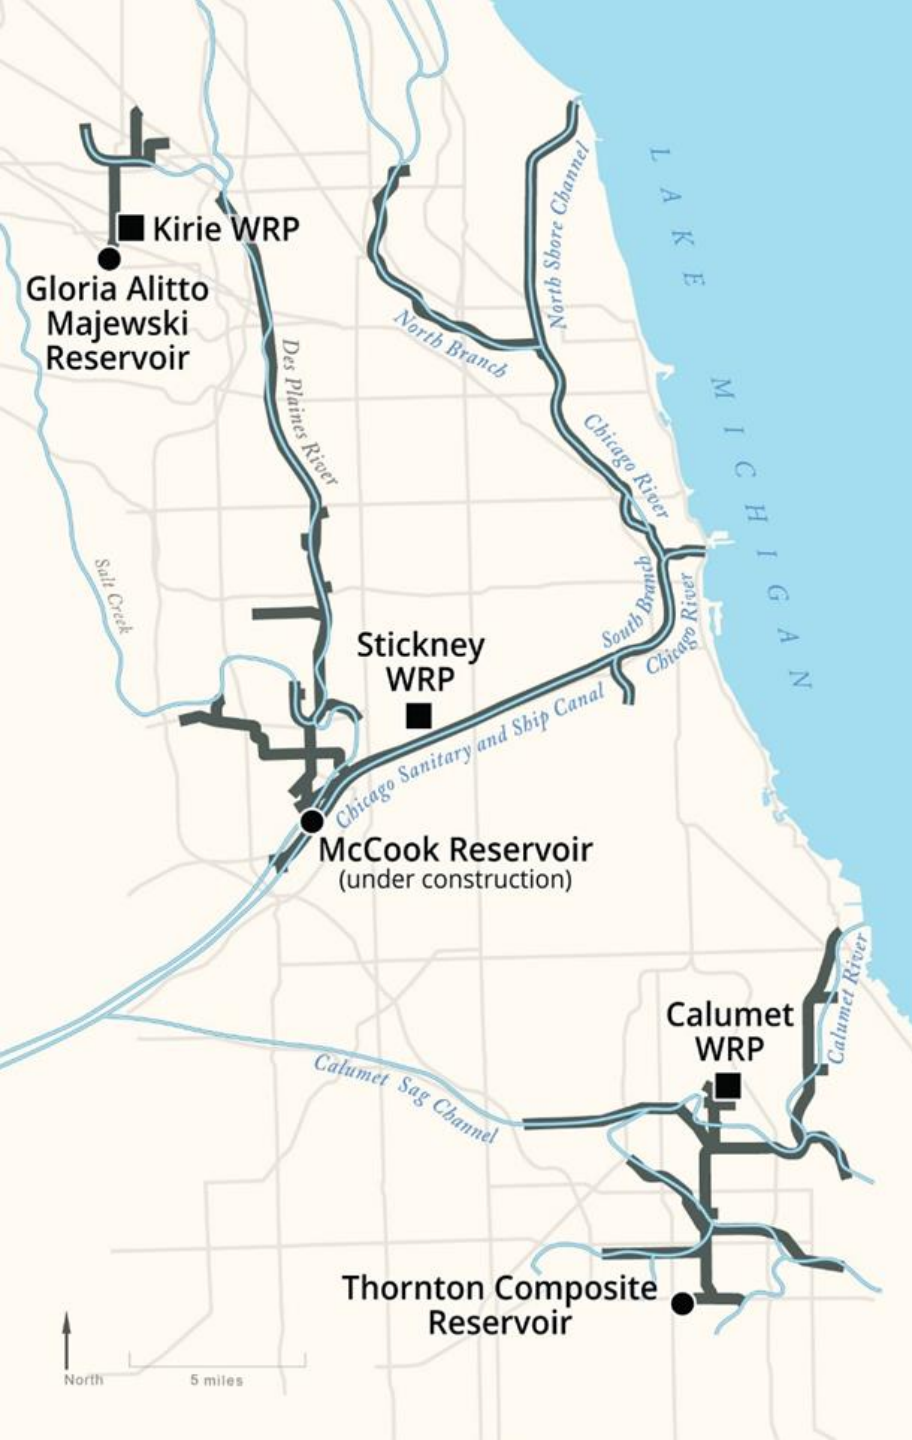 LAKE MICHIGAN
North Shore Channel
Kirie WRP
Gloria Alitto
Majewski
Reservoir
North Branch
Des Plaines River
Chicago River
Salt Creek
South Branch
Chicago River
Stickney
WRP
Chicago Sanitary and Ship Canal
McCook Reservoir
(under construction)
Calumet River
Calumet
WRP
Calumet Sag Channel
Thornton Composite
Reservoir
North
5 miles